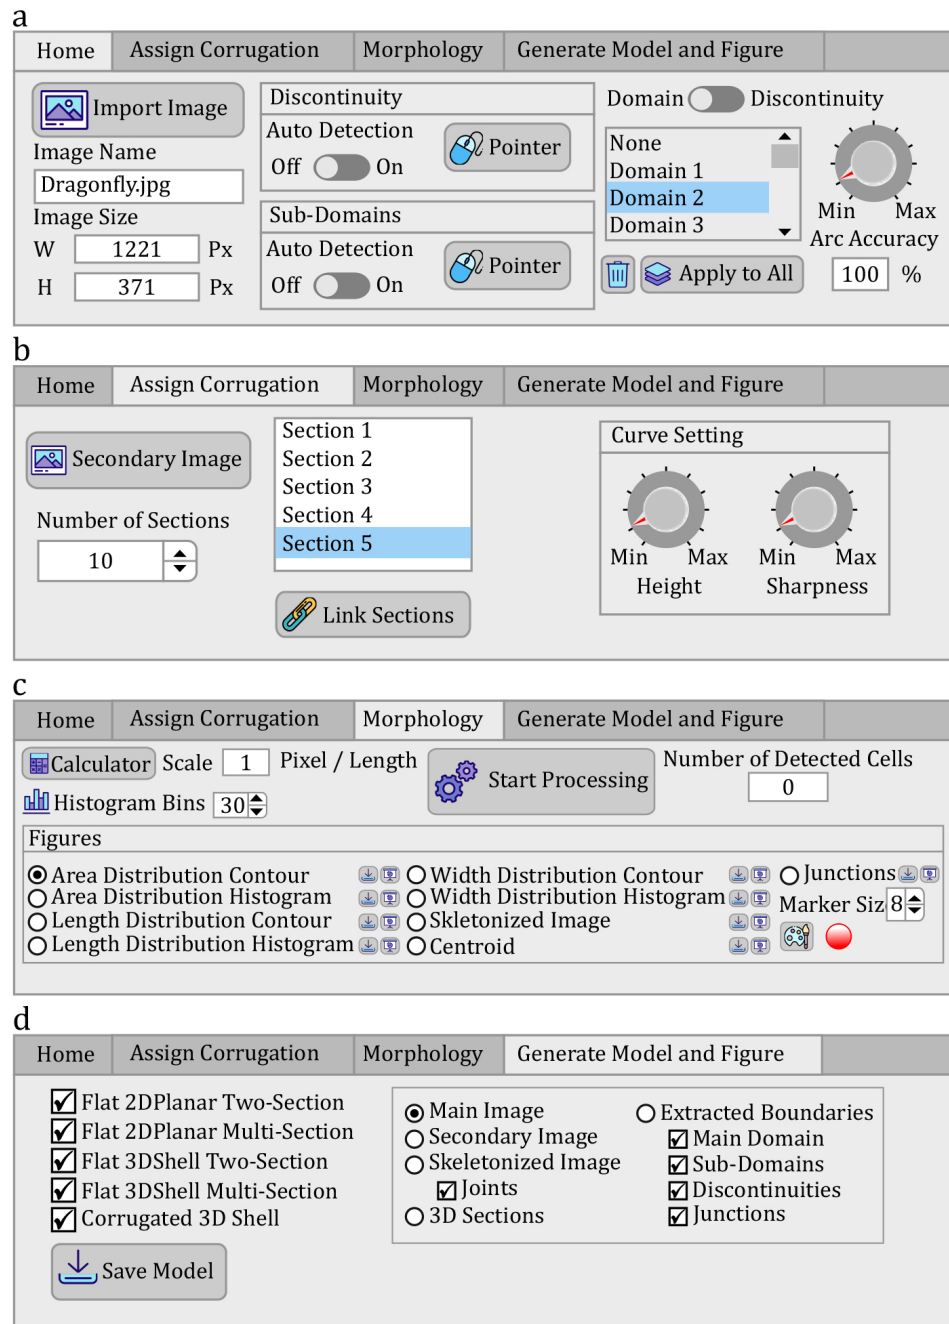 a
Home Assign Corrugation Morphology Generate Model and Figure
Import Image
Image Name
Dragonfly.jpg
Image Size
W 1221 Px
H 371 Px
Discontinuity
Auto Detection
Off On
Pointer
Sub-Domains
Auto Detection
Off On
Pointer
Domain Discontinuity
None
Domain 1
Domain 2
Domain 3
Apply to All
Min Max
Arc Accuracy
100 %
b
Home Assign Corrugation Morphology Generate Model and Figure
Secondary Image
Number of Sections
10
Section 1
Section 2
Section 3
Section 4
Section 5
Link Sections
Curve Setting
Min Max Min Max
Height Sharpness
c
Home Assign Corrugation Morphology Generate Model and Figure
Calculator Scale 1 Pixel / Length
Histogram Bins 30
Start Processing
Number of Detected Cells
0
Figures
Area Distribution Contour
Area Distribution Histogram
Length Distribution Contour
Length Distribution Histogram
Width Distribution Contour
Width Distribution Histogram
Skletonized Image
Centroid
Junctions
Marker Siz 8
d
Home Assign Corrugation Morphology Generate Model and Figure
Flat 2DPlanar Two-Section
Flat 2DPlanar Multi-Section
Flat 3DShell Two-Section
Flat 3DShell Multi-Section
Corrugated 3D Shell
Save Model
Main Image
Secondary Image
Skeletonized Image
Joints
3D Sections
Extracted Boundaries
Main Domain
Sub-Domains
Discontinuities
Junctions